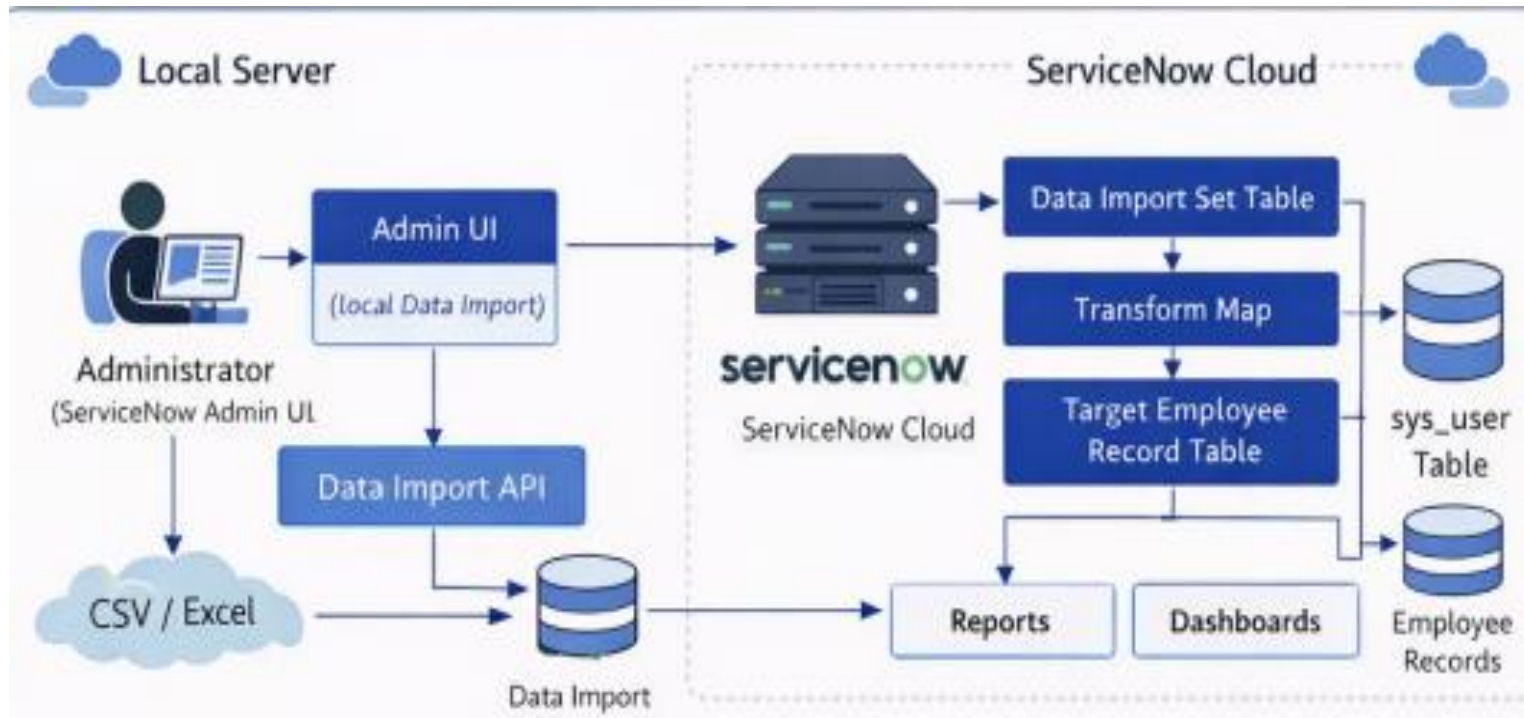 Local Server
ServiceNow Cloud
Admin UI
(local Data Import)
Administrator
(ServiceNow Admin UI
Data Import API
CSV / Excel
Data Import
servicenow
ServiceNow Cloud
Data Import Set Table
Transform Map
Target Employee
Record Table
sys_user
Table
Reports
Dashboards
Employee
Records